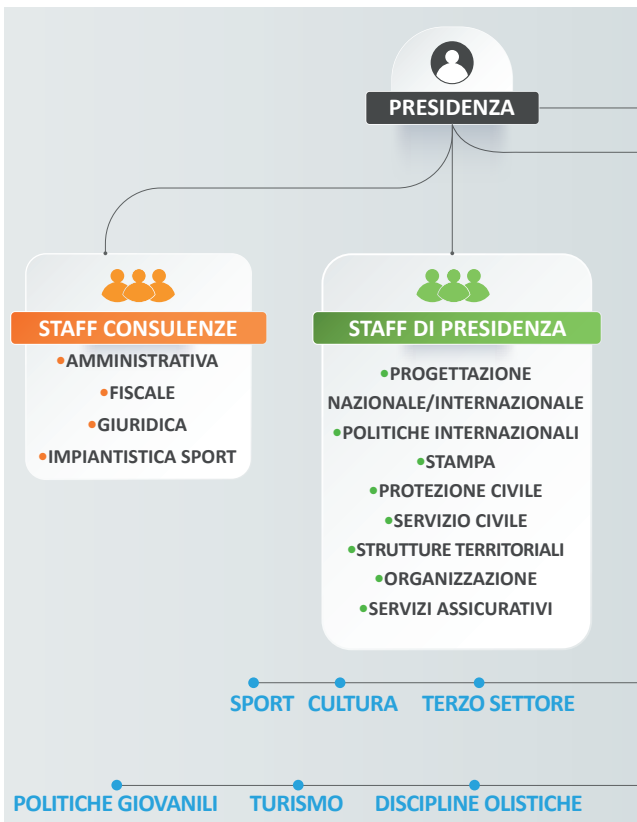 PRESIDENZA
STAFF CONSULENZE
•AMMINISTRATIVA
•FISCALE
•GIURIDICA
•IMPIANTISTICA SPORT
STAFF DI PRESIDENZA
•PROGETTAZIONE
NAZIONALE/INTERNAZIONALE
•POLITICHE INTERNAZIONALI
•STAMPA
•PROTEZIONE CIVILE
•SERVIZIO CIVILE
•STRUTTURE TERRITORIALI
•ORGANIZZAZIONE
•SERVIZI ASSICURATIVI
SPORT CULTURA TERZO SETTORE
POLITICHE GIOVANILI TURISMO DISCIPLINE OLISTICHE